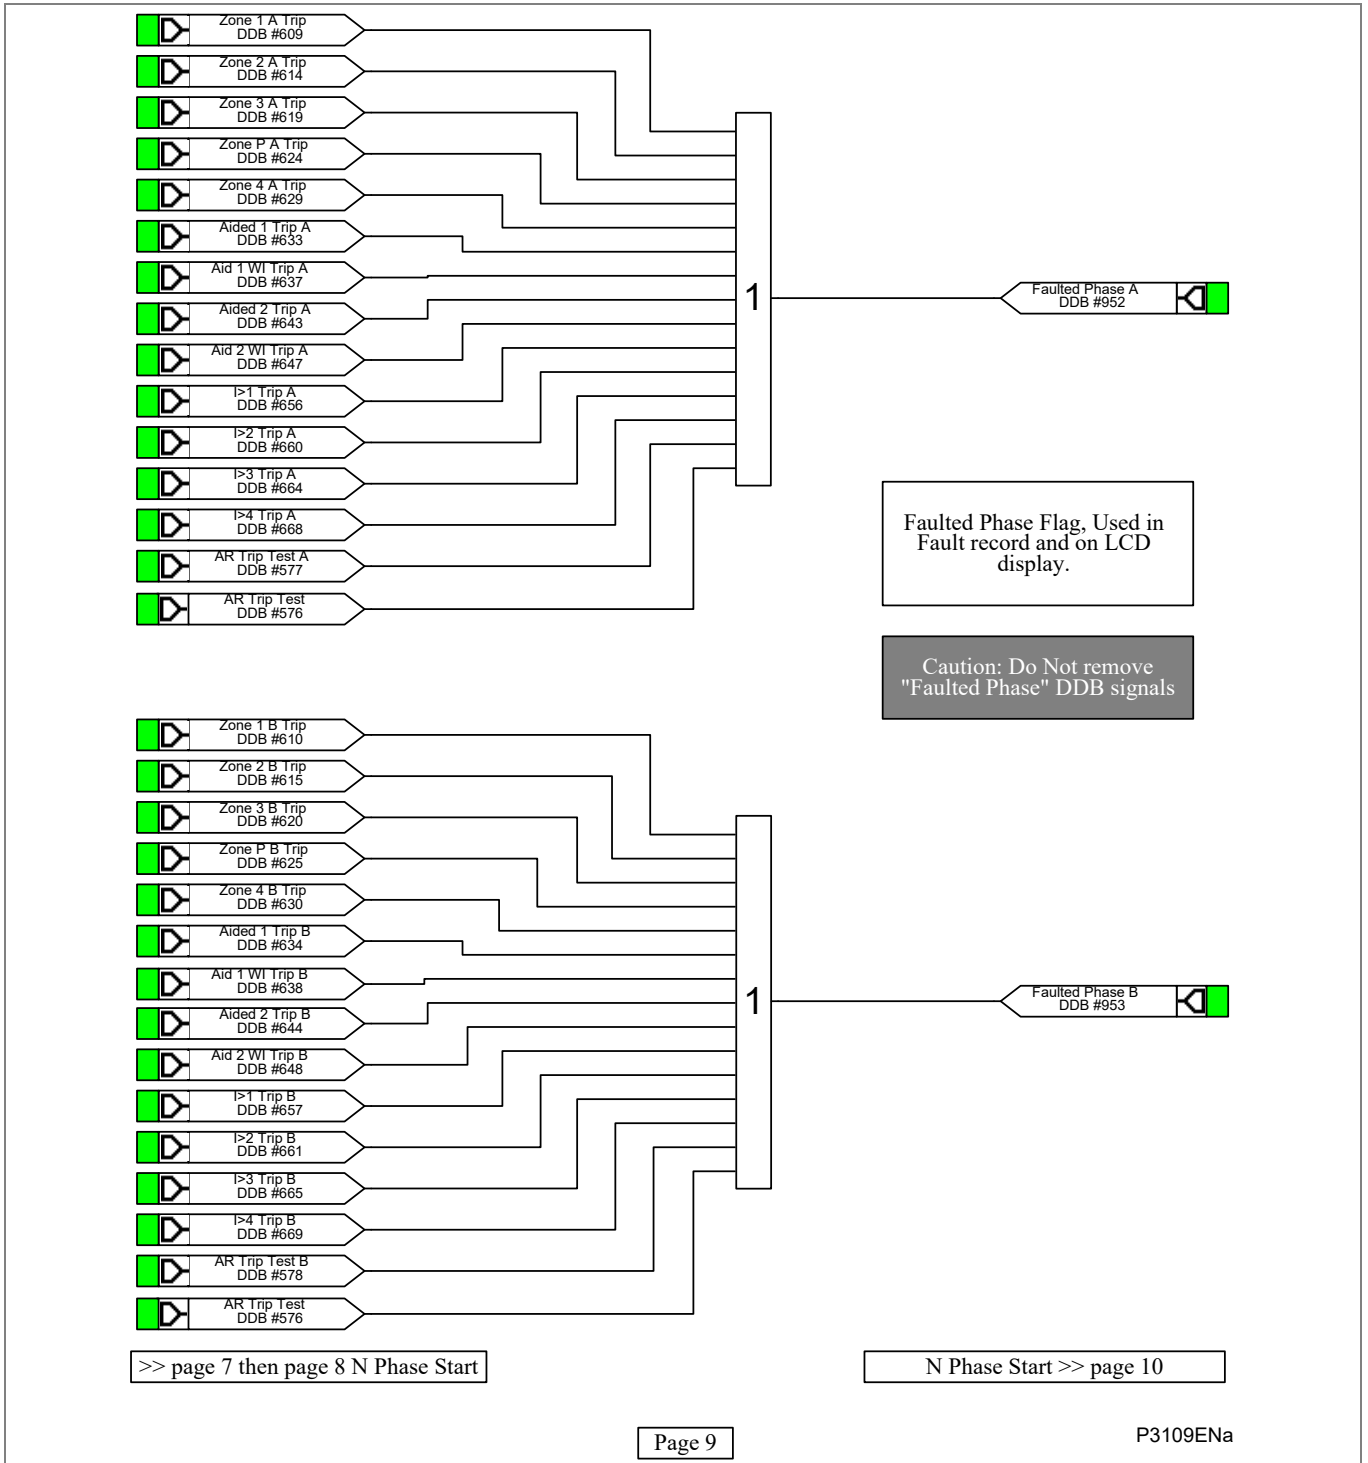 Zone 1 A Trip
DDB #609
Zone 2 A Trip
DDB #614
Zone 3 A Trip
DDB #619
Zone P A Trip
DDB #624
Zone 4 A Trip
DDB #629
Aided 1 Trip A
DDB #633
Aid 1 WI Trip A
DDB #637
Aided 2 Trip A
DDB #643
Aid 2 WI Trip A
DDB #647
I>1 Trip A
DDB #656
I>2 Trip A
DDB #660
I>3 Trip A
DDB #664
I>4 Trip A
DDB #668
AR Trip Test A
DDB #577
AR Trip Test
DDB #576
1
Faulted Phase A
DDB #952
Faulted Phase Flag, Used in
Fault record and on LCD
display.
Caution: Do Not remove
"Faulted Phase" DDB signals
Zone 1 B Trip
DDB #610
Zone 2 B Trip
DDB #615
Zone 3 B Trip
DDB #620
Zone P B Trip
DDB #625
Zone 4 B Trip
DDB #630
Aided 1 Trip B
DDB #634
Aid 1 WI Trip B
DDB #638
Aided 2 Trip B
DDB #644
Aid 2 WI Trip B
DDB #648
I>1 Trip B
DDB #657
I>2 Trip B
DDB #661
I>3 Trip B
DDB #665
I>4 Trip B
DDB #669
AR Trip Test B
DDB #578
AR Trip Test
DDB #576
1
Faulted Phase B
DDB #953
>> page 7 then page 8 N Phase Start
N Phase Start >> page 10
Page 9
P3109ENa